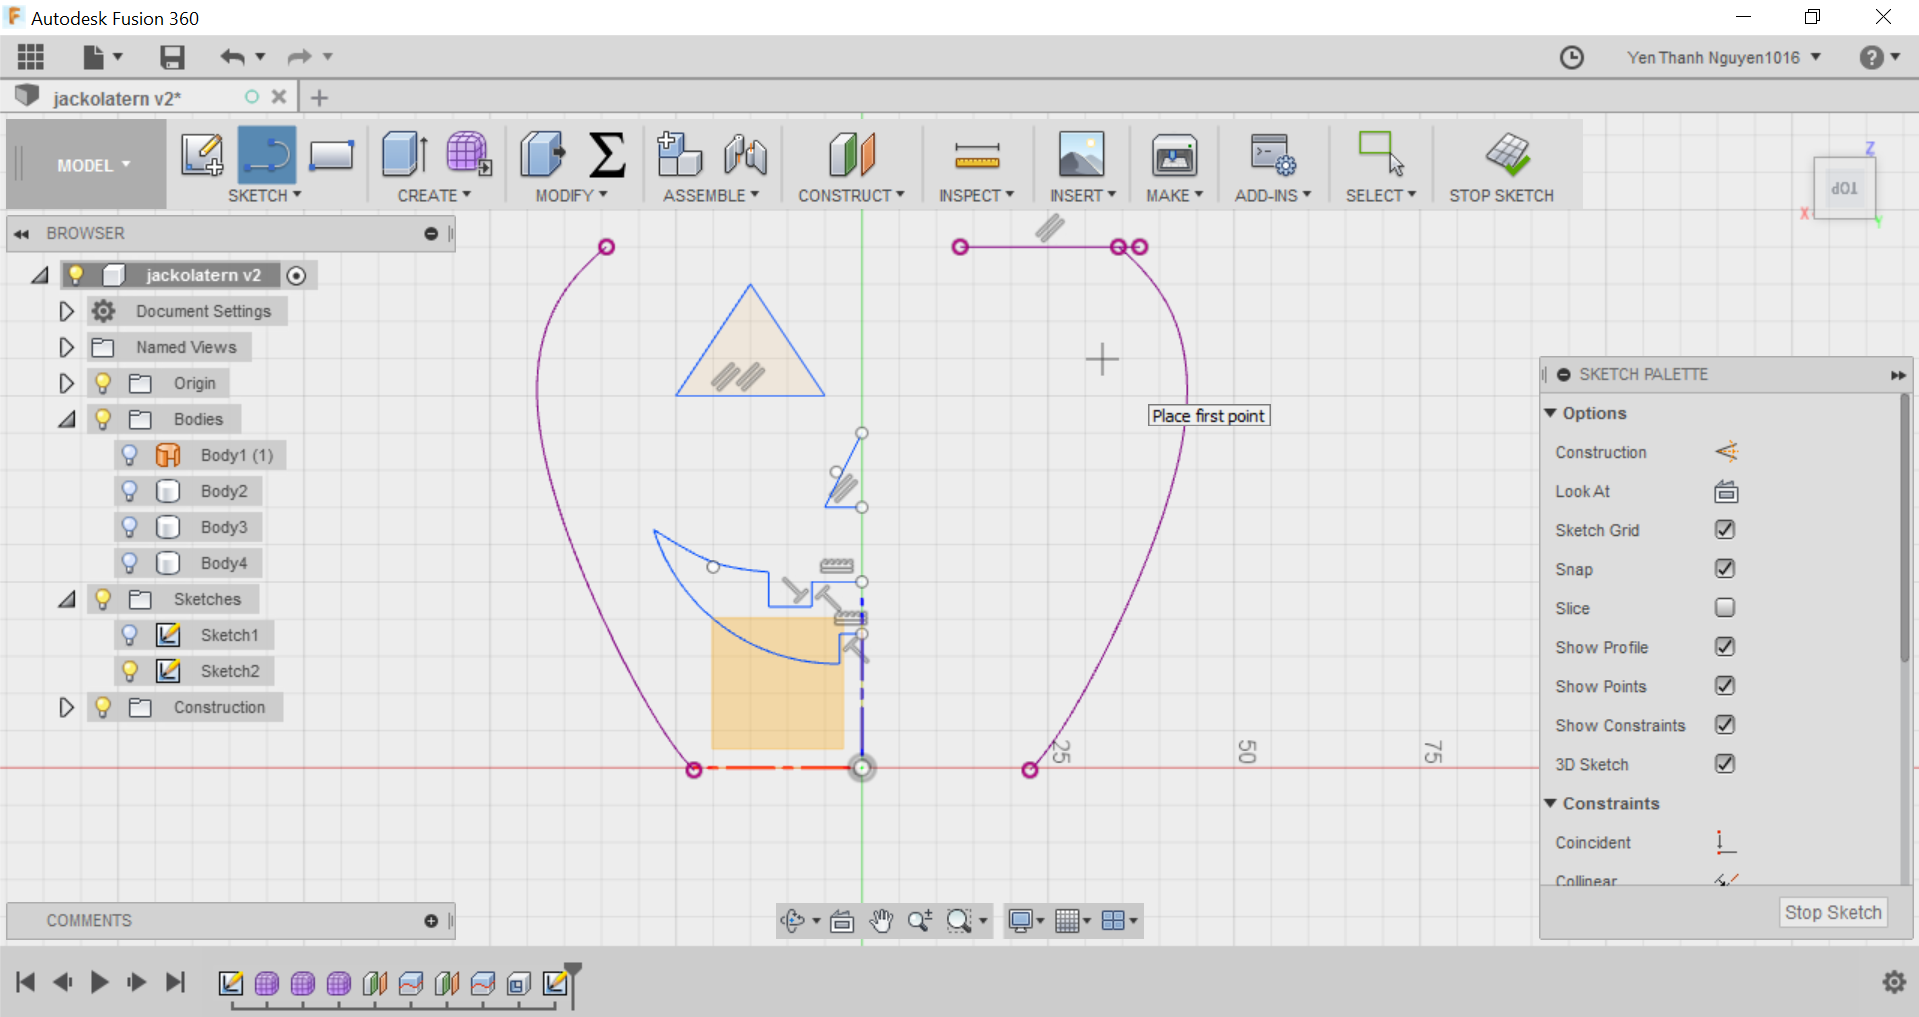 Autodesk Fusion 360
Yen Thanh Nguyen1016
jackolatern v2*
MODEL
SKETCH
CREATE
MODIFY
ASSEMBLE
CONSTRUCT
INSPECT
INSERT
MAKE
ADD-INS
SELECT
STOP SKETCH
Z
TOP
X
Y
BROWSER
jackolatern v2
Document Settings
Named Views
Origin
Bodies
Body1 (1)
Body2
Body3
Body4
Sketches
Sketch1
Sketch2
Construction
Place first point
25
50
75
SKETCH PALETTE
Options
Construction
Look At
Sketch Grid
Snap
Slice
Show Profile
Show Points
Show Constraints
3D Sketch
Constraints
Coincident
Collinear
Stop Sketch
COMMENTS